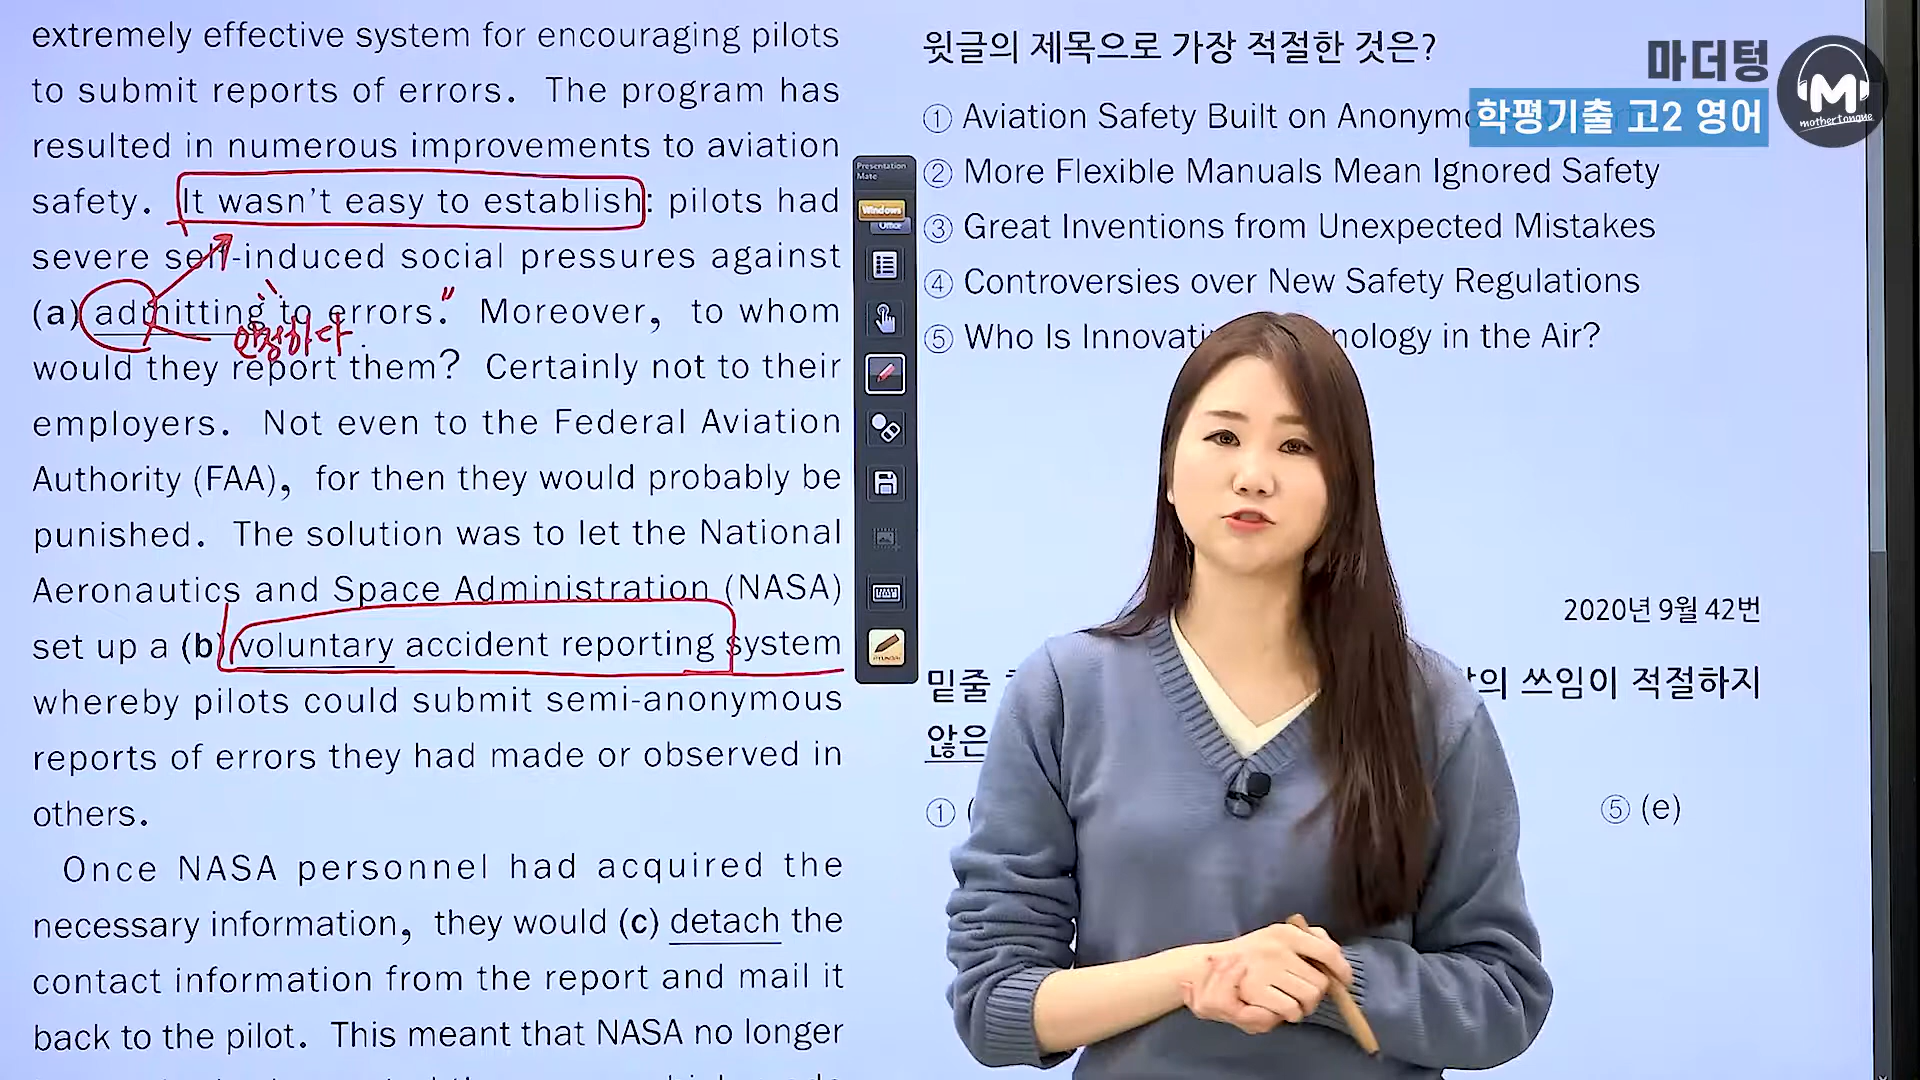 extremely effective system for encouraging pilots
to submit reports of errors. The program has
resulted in numerous improvements to aviation
safety. It wasn't easy to establish: pilots had
severe self-induced social pressures against
(a) admitting to errors." Moreover, to whom
인정하다
would they report them? Certainly not to their
employers. Not even to the Federal Aviation
Authority (FAA), for then they would probably be
punished. The solution was to let the National
Aeronautics and Space Administration (NASA)
set up a (b) voluntary accident reporting system
whereby pilots could submit semi-anonymous
reports of errors they had made or observed in
others.
Once NASA personnel had acquired the
necessary information, they would (c) detach the
contact information from the report and mail it
back to the pilot. This meant that NASA no longer
Presentation
Mate
Windows
Office
윗글의 제목으로 가장 적절한 것은?
① Aviation Safety Built on
② More Flexible Manuals Mean Ignored Safety
③ Great Inventions from Unexpected Mistakes
④ Controversies over New Safety Regulations
⑤ Who Is in the Air?
2020년 9월 42번
밑줄 쓰임이 적절하지
않은
① ⑤ (e)
마더텅
학평기출 고2 영어
M
mothertongue